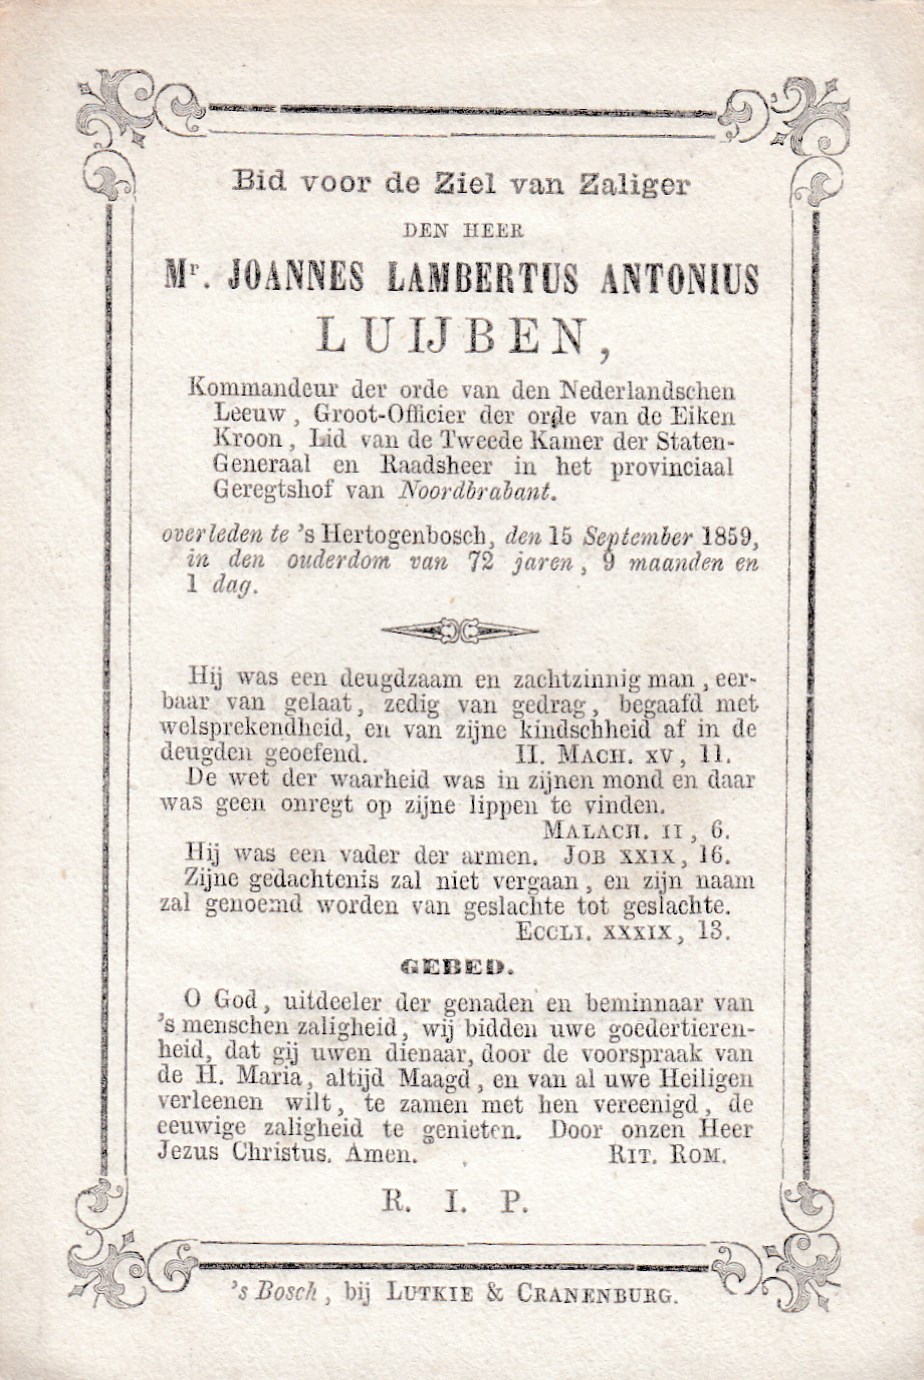 Bid voor de Ziel van Zaliger
DEN HEER
Mr. JOANNES LAMBERTUS ANTONIUS
LUIJBEN,
Kommandeur der orde van den Nederlandschen
Leeuw, Groot-Officier der orde van de Eiken
Kroon, Lid van de Tweede Kamer der Staten-
Generaal en Raadsheer in het provinciaal
Geregtshof van Noordbrabant.
overleden te 's Hertogenbosch, den 15 September 1859,
in den ouderdom van 72 jaren, 9 maanden en
1 dag.
Hij was een deugdzaam en zachtzinnig man, eer-
baar van gelaat, zedig van gedrag, begaafd met
welsprekendheid, en van zijne kindschheid af in de
deugden geoefend. II. MACH. XV, 11.
De wet der waarheid was in zijnen mond en daar
was geen onregt op zijne lippen te vinden.
MALACH. II, 6.
Hij was een vader der armen. JOB XXIX, 16.
Zijne gedachtenis zal niet vergaan, en zijn naam
zal genoemd worden van geslachte tot geslachte.
ECCLI. XXXIX, 13.
GEBED.
O God, uitdeeler der genaden en beminnaar van
's menschen zaligheid, wij bidden uwe goedertieren-
heid, dat gij uwen dienaar, door de voorspraak van
de H. Maria, altijd Maagd, en van al uwe Heiligen
verleenen wilt, te zamen met hen vereenigd, de
eeuwige zaligheid te genieten. Door onzen Heer
Jezus Christus. Amen. RIT. ROM.
R. I. P.
's Bosch, bij LUTKIE & CRANENBURG.